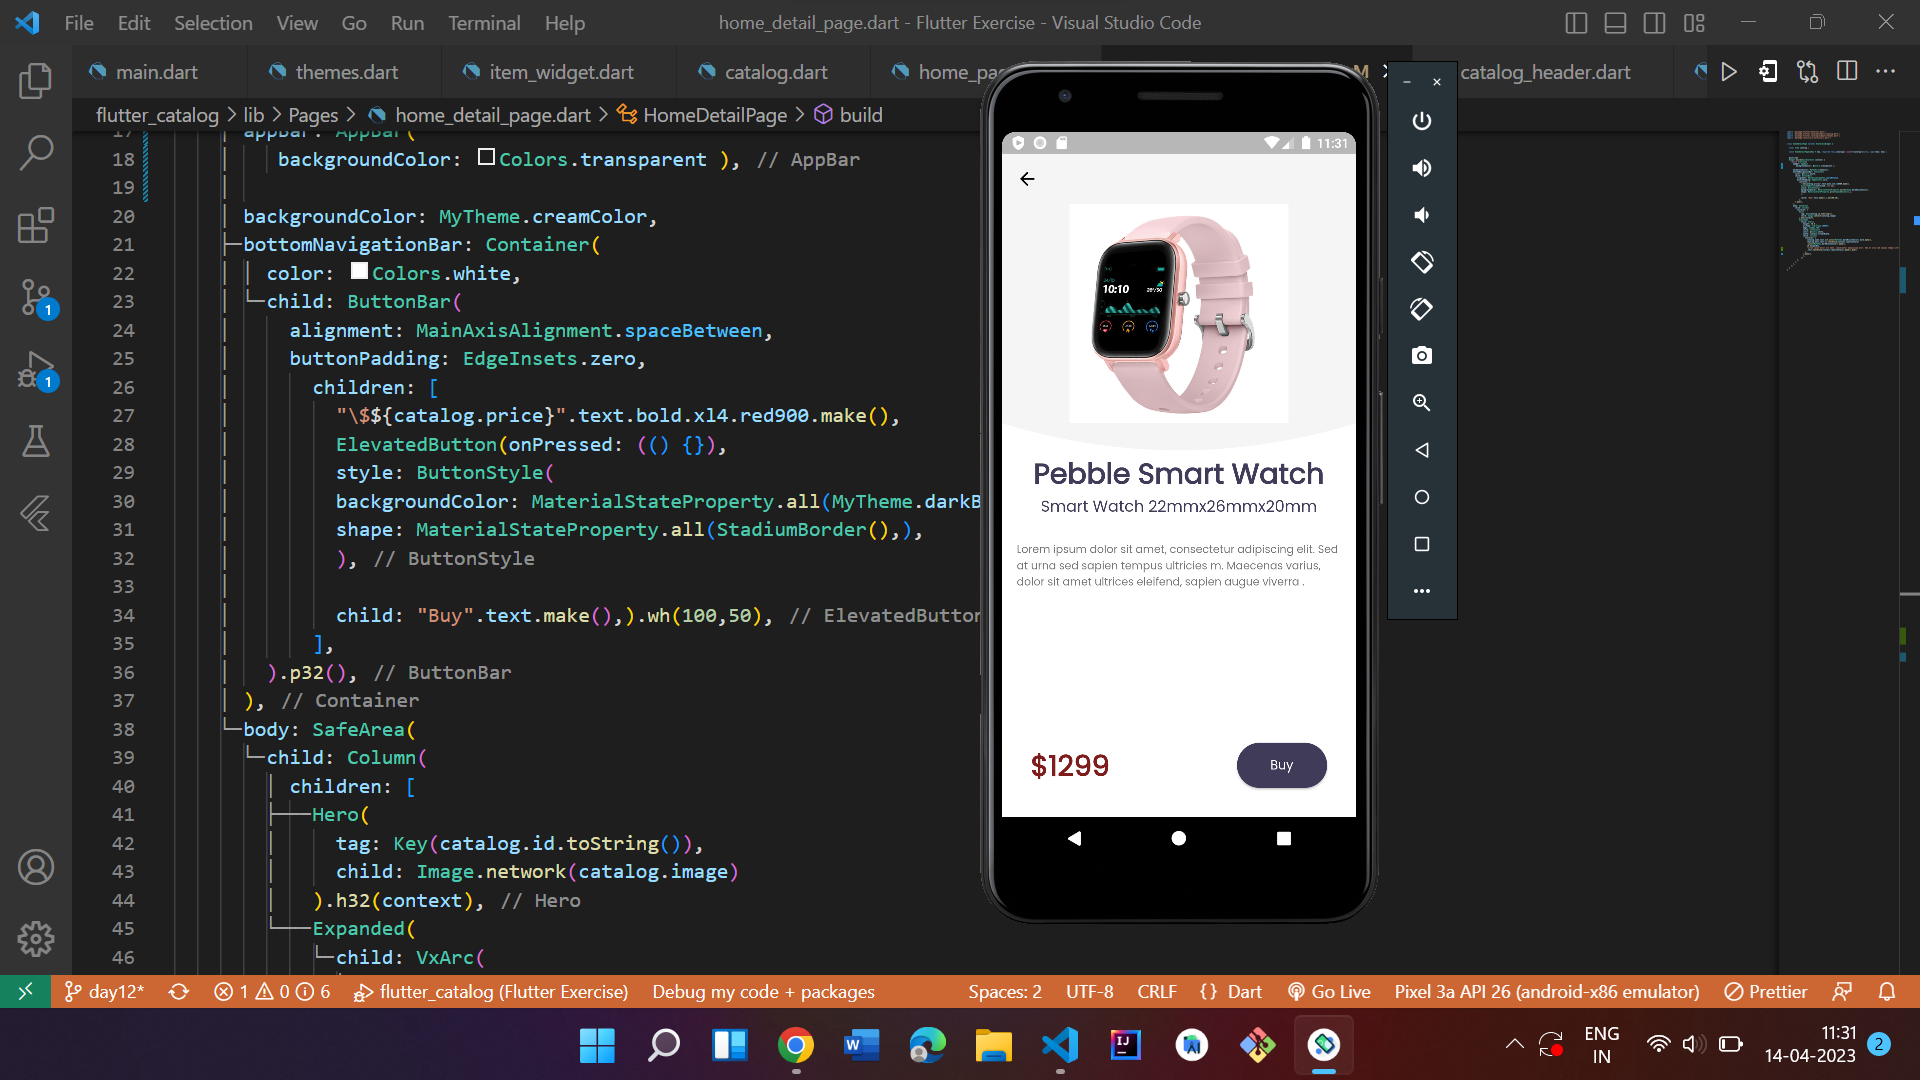 File Edit Selection View Go Run Terminal Help
home_detail_page.dart - Flutter Exercise - Visual Studio Code
main.dart
themes.dart
item_widget.dart
catalog.dart
home_pa
M
catalog_header.dart
flutter_catalog > lib > Pages > home_detail_page.dart > HomeDetailPage > build
17 appBar: AppBar(
18 backgroundColor: Colors.transparent ), // AppBar
19
20 backgroundColor: MyTheme.creamColor,
21 bottomNavigationBar: Container(
22 color: Colors.white,
23 child: ButtonBar(
24 alignment: MainAxisAlignment.spaceBetween,
25 buttonPadding: EdgeInsets.zero,
26 children: [
27 "\$${catalog.price}".text.bold.xl4.red900.make(),
28 ElevatedButton(onPressed: (() {}),
29 style: ButtonStyle(
30 backgroundColor: MaterialStateProperty.all(MyTheme.darkB
31 shape: MaterialStateProperty.all(StadiumBorder(),),
32 ), // ButtonStyle
33
34 child: "Buy".text.make(),).wh(100,50), // ElevatedButton
35 ],
36 ).p32(), // ButtonBar
37 ), // Container
38 body: SafeArea(
39 child: Column(
40 children: [
41 Hero(
42 tag: Key(catalog.id.toString()),
43 child: Image.network(catalog.image)
44 ).h32(context), // Hero
45 Expanded(
46 child: VxArc(
11:31
10:10
Pebble Smart Watch
Smart Watch 22mmx26mmx20mm
Lorem ipsum dolor sit amet, consectetur adipiscing elit. Sed
at urna sed sapien tempus ultricies m. Maecenas varius,
dolor sit amet ultrices eleifend, sapien augue viverra .
$1299
Buy
1
1
day12*
1 0 6
flutter_catalog (Flutter Exercise)
Debug my code + packages
Spaces: 2
UTF-8
CRLF
{ } Dart
Go Live
Pixel 3a API 26 (android-x86 emulator)
Prettier
W
IJ
ENG
IN
11:31
14-04-2023
2